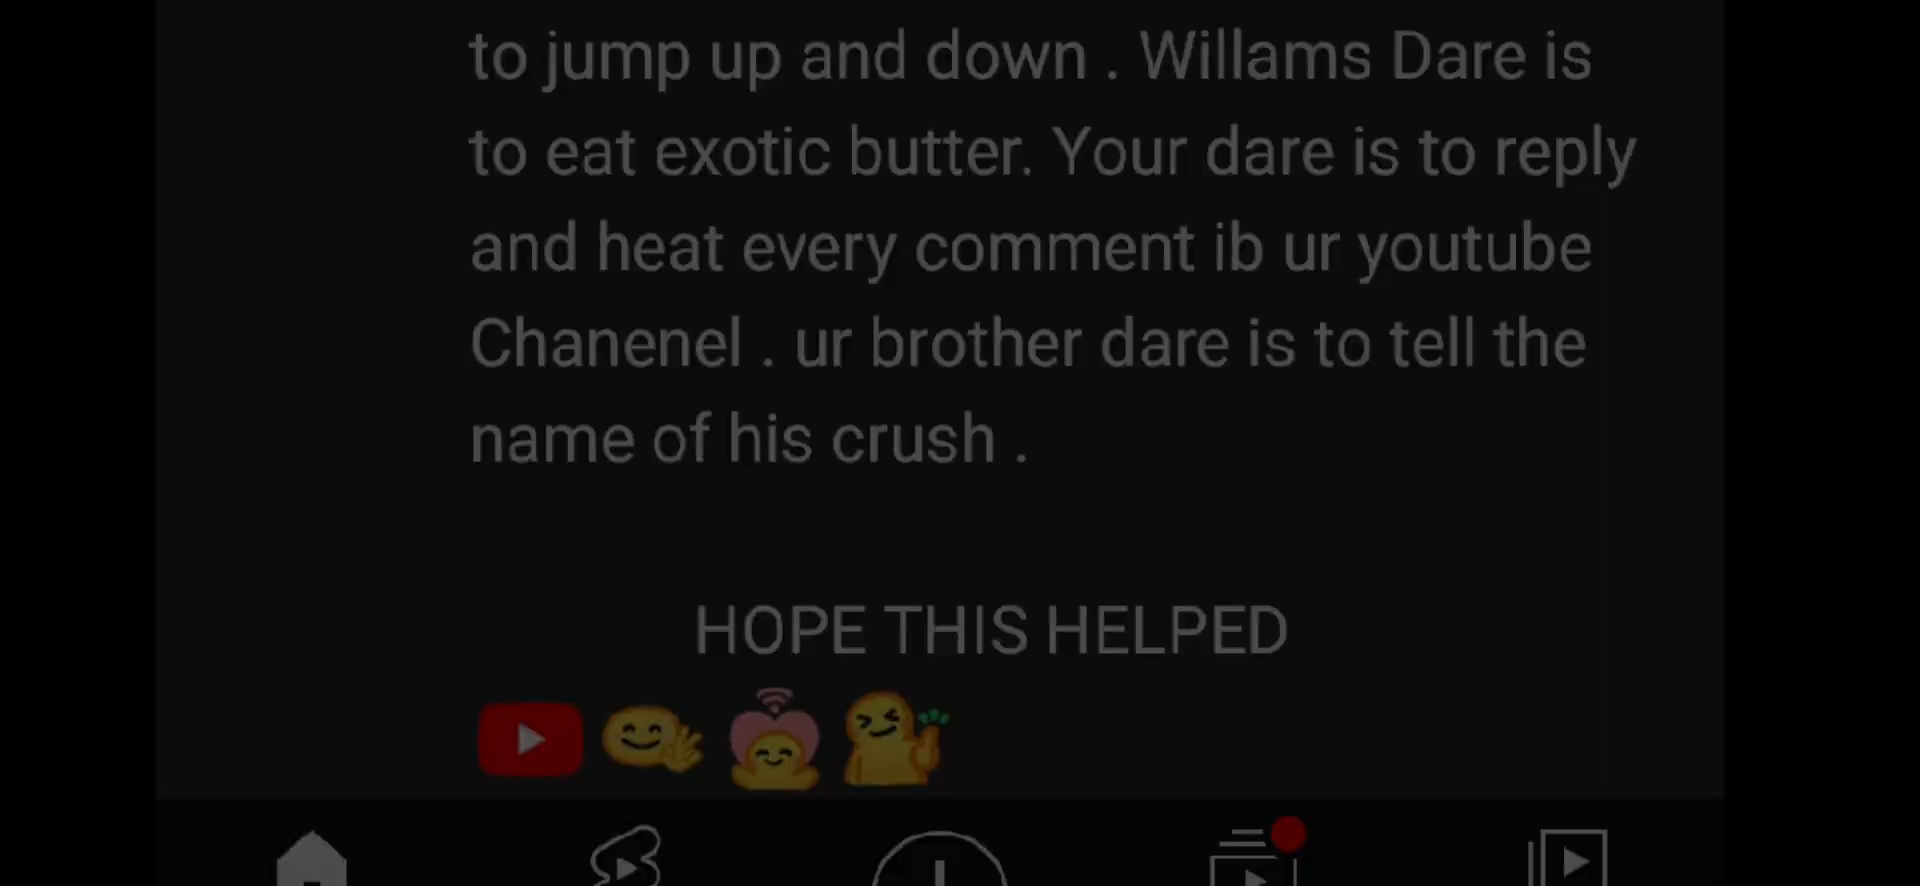 to jump up and down . Willams Dare is
to eat exotic butter. Your dare is to reply
and heat every comment ib ur youtube
Chanenel . ur brother dare is to tell the
name of his crush .
HOPE THIS HELPED